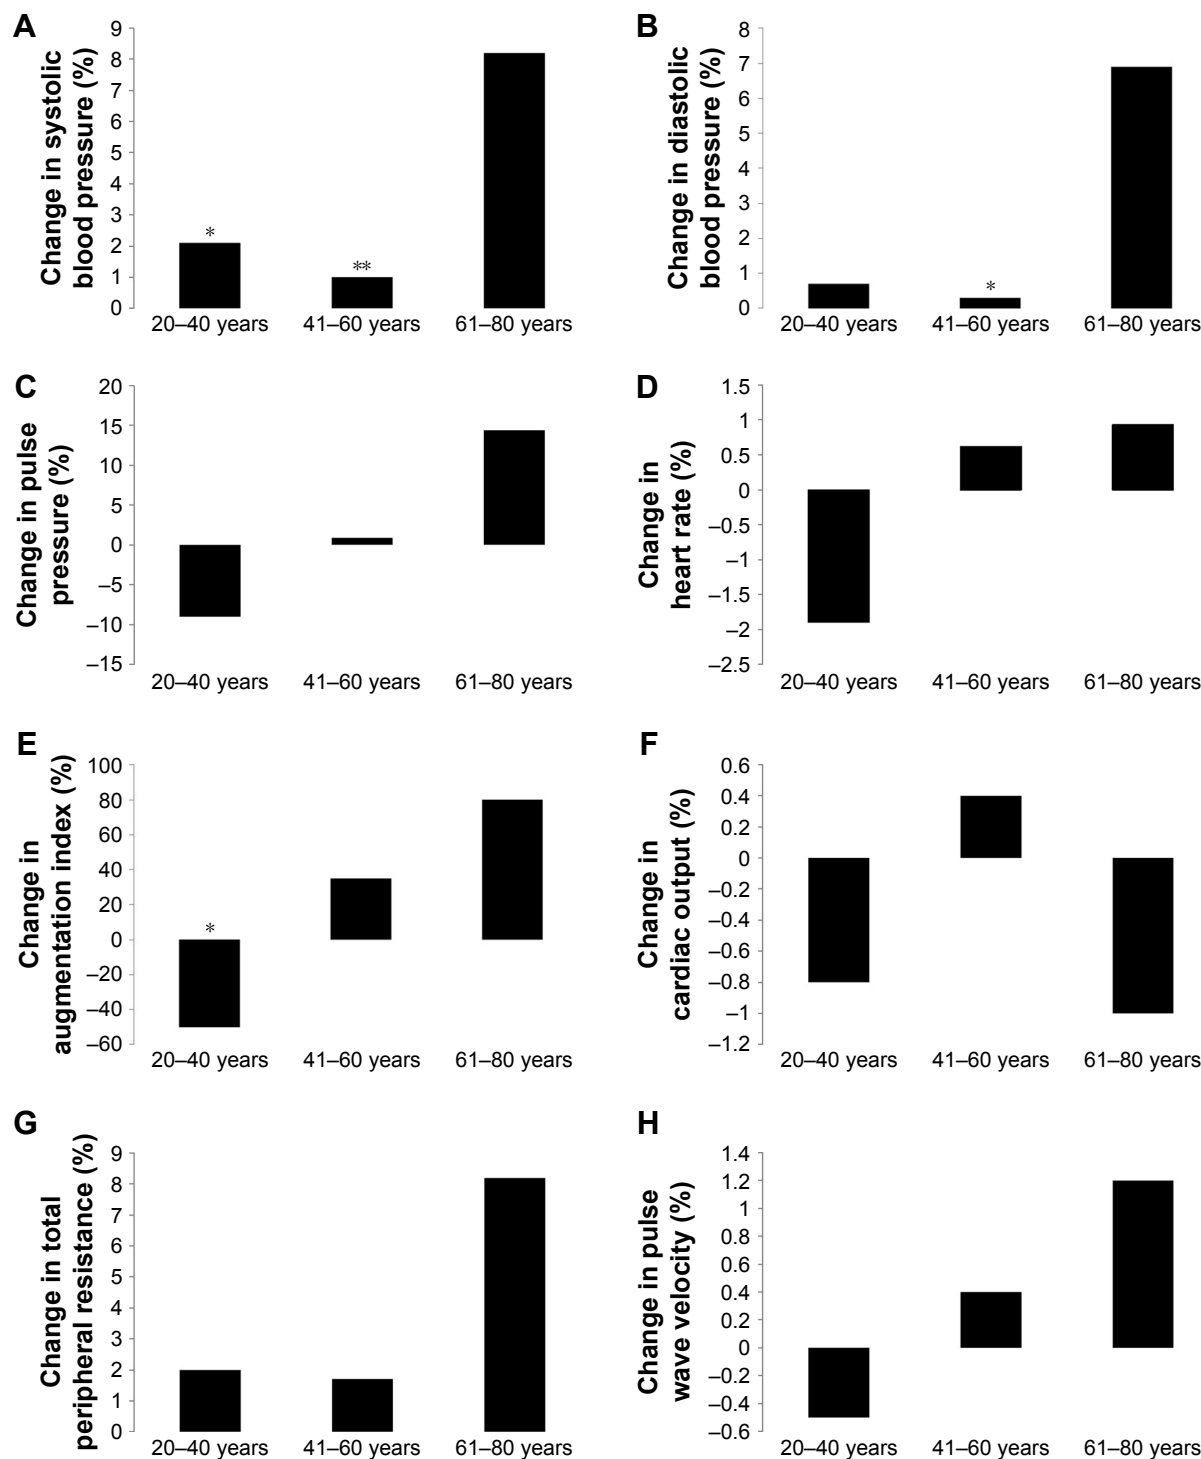 A
Change in systolic
blood pressure (%)
9
8
7
6
5
4
3
2
1
0
*
**
20–40 years
41–60 years
61–80 years
B
Change in diastolic
blood pressure (%)
8
7
6
5
4
3
2
1
0
*
20–40 years
41–60 years
61–80 years
C
Change in pulse
pressure (%)
20
15
10
5
0
–5
–10
–15
20–40 years
41–60 years
61–80 years
D
Change in
heart rate (%)
1.5
1
0.5
0
–0.5
–1
–1.5
–2
–2.5
20–40 years
41–60 years
61–80 years
E
Change in
augmentation index (%)
100
80
60
40
20
0
–20
–40
–60
*
20–40 years
41–60 years
61–80 years
F
Change in
cardiac output (%)
0.6
0.4
0.2
0
–0.2
–0.4
–0.6
–0.8
–1
–1.2
20–40 years
41–60 years
61–80 years
G
Change in total
peripheral resistance (%)
9
8
7
6
5
4
3
2
1
0
20–40 years
41–60 years
61–80 years
H
Change in pulse
wave velocity (%)
1.4
1.2
1
0.8
0.6
0.4
0.2
0
–0.2
–0.4
–0.6
20–40 years
41–60 years
61–80 years